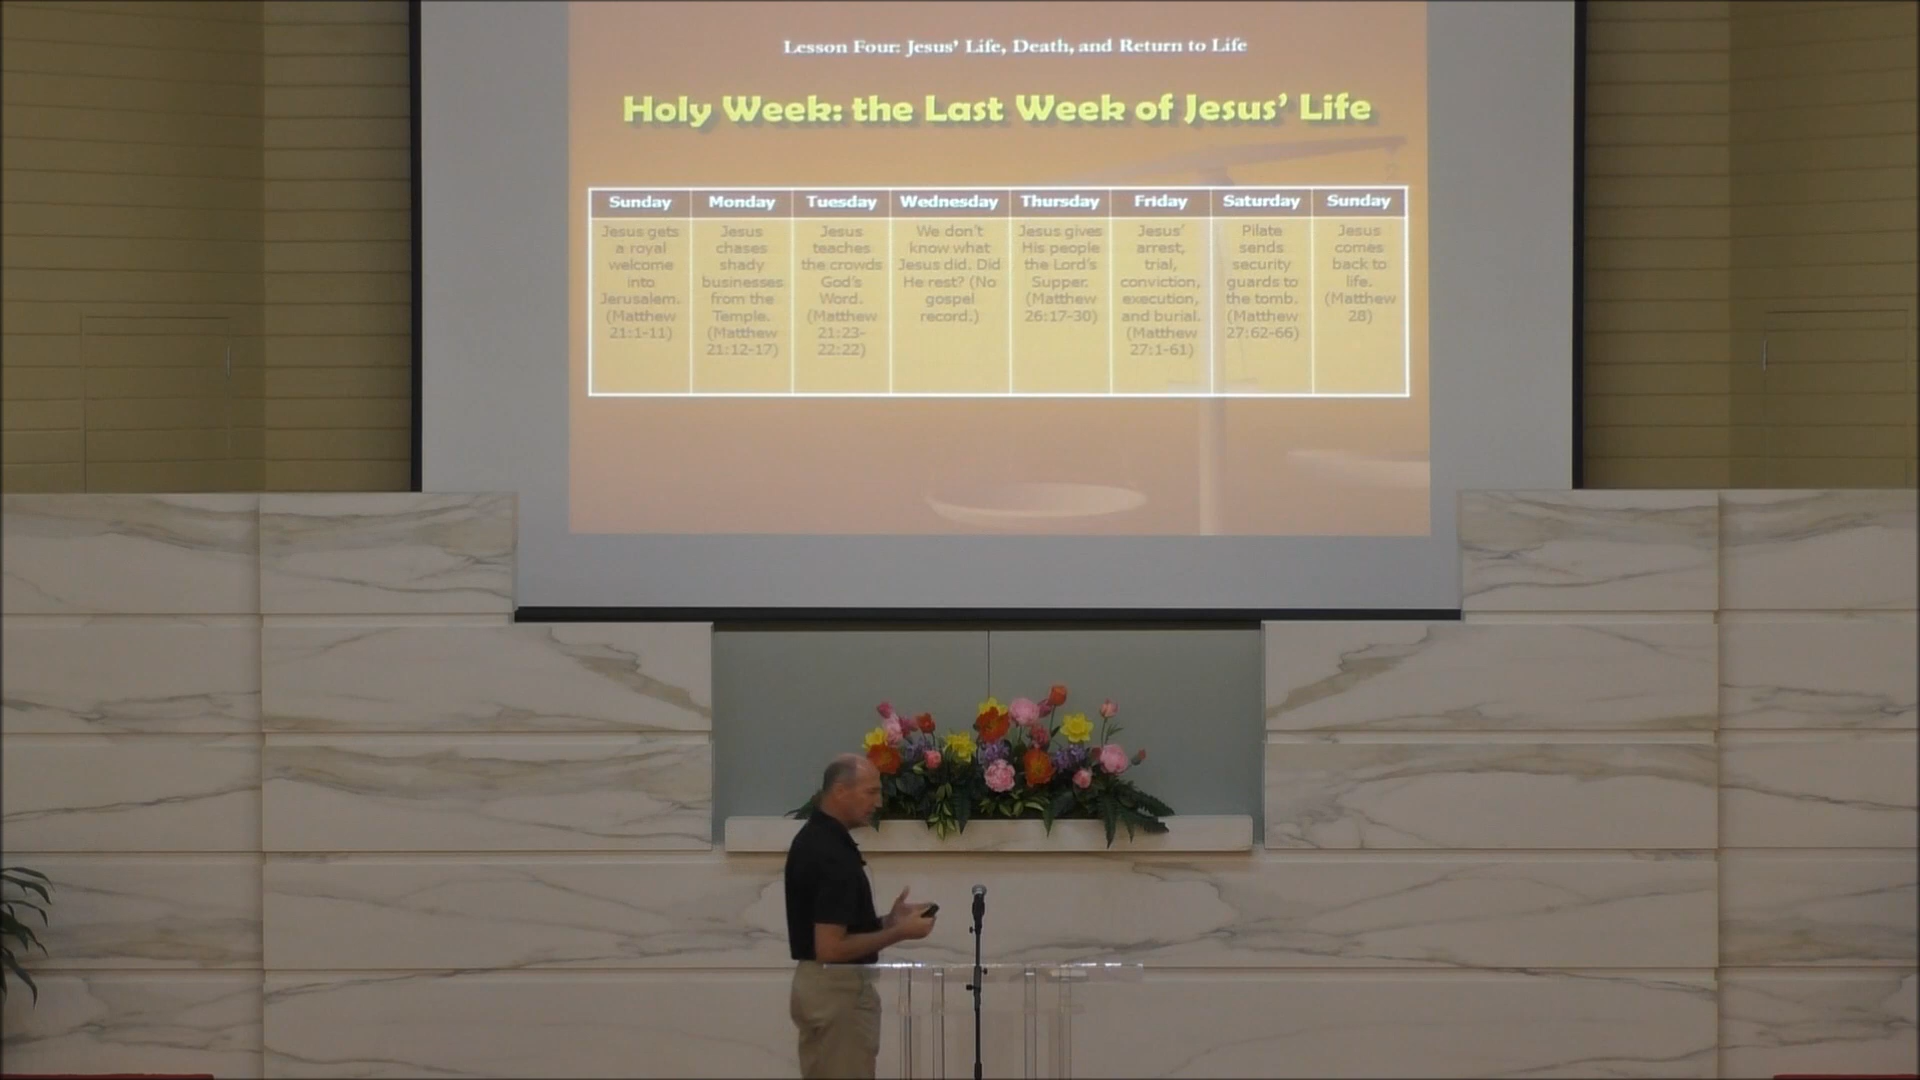 Lesson Four: Jesus' Life, Death, and Return to Life
Holy Week: the Last Week of Jesus' Life
Sunday
Jesus gets
a royal
welcome
into
Jerusalem.
(Matthew
21:1-11)
Monday
Jesus
chases
shady
businesses
from the
Temple.
(Matthew
21:12-17)
Tuesday
Jesus
teaches
the crowds
God's
Word.
(Matthew
21:23-
22:22)
Wednesday
We don't
know what
Jesus did. Did
He rest? (No
gospel
record.)
Thursday
Jesus gives
His people
the Lord's
Supper.
(Matthew
26:17-30)
Friday
Jesus'
arrest,
trial,
conviction,
execution,
and burial.
(Matthew
27:1-61)
Saturday
Pilate
sends
security
guards to
the tomb.
(Matthew
27:62-66)
Sunday
Jesus
comes
back to
life.
(Matthew
28)